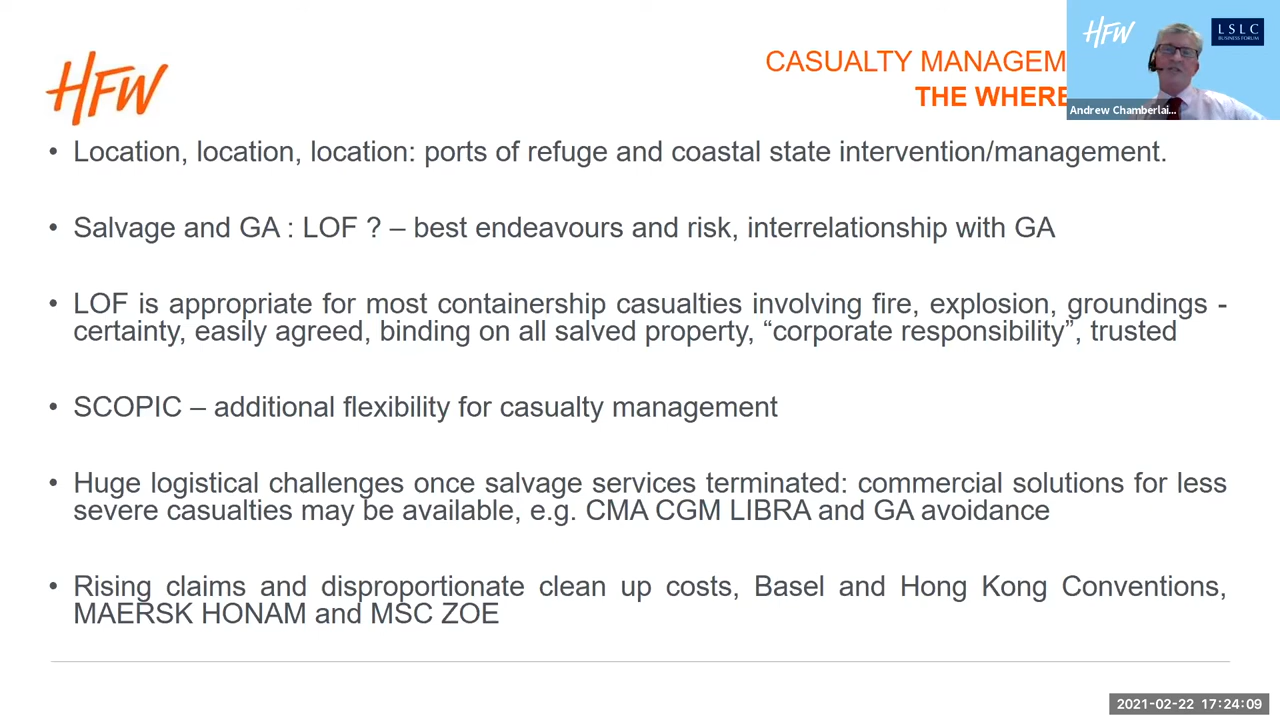 HFW
CASUALTY MANAGEM
THE WHERE
HFW
LSLC
BUSINESS FORUM
Andrew Chamberlai...
• Location, location, location: ports of refuge and coastal state intervention/management.
• Salvage and GA : LOF ? – best endeavours and risk, interrelationship with GA
• LOF is appropriate for most containership casualties involving fire, explosion, groundings -
certainty, easily agreed, binding on all salved property, “corporate responsibility”, trusted
• SCOPIC – additional flexibility for casualty management
• Huge logistical challenges once salvage services terminated: commercial solutions for less
severe casualties may be available, e.g. CMA CGM LIBRA and GA avoidance
• Rising claims and disproportionate clean up costs, Basel and Hong Kong Conventions,
MAERSK HONAM and MSC ZOE
2021-02-22 17:24:09